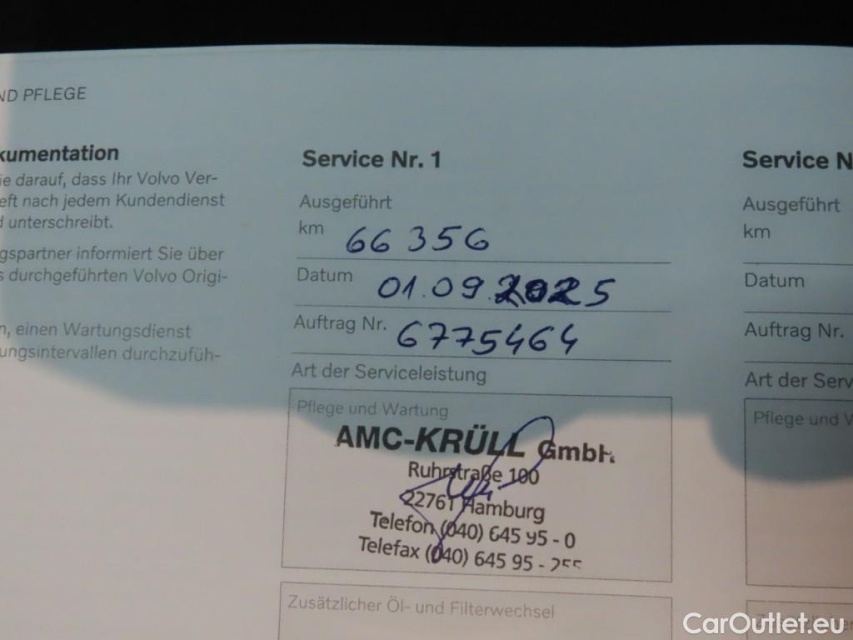 ND PFLEGE
kumentation
ie darauf, dass Ihr Volvo Ver-
eft nach jedem Kundendienst
unterschreibt.
gspartner informiert Sie über
s durchgeführten Volvo Origi-
n, einen Wartungsdienst
ungsintervallen durchzufüh-
Service Nr. 1
Ausgeführt
km 66 356
Datum 01.09.2025
Auftrag Nr. 6775464
Art der Serviceleistung
Pflege und Wartung
AMC-KRÜLL GmbH
Ruhrstraße 100
22761 Hamburg
Telefon (040) 645 95 - 0
Telefax (040) 645 95 -
Zusätzlicher Öl- und Filterwechsel
Service N
Ausgeführt
km
Datum
Auftrag Nr.
Art der Serv
Pflege und W
CarOutlet.eu